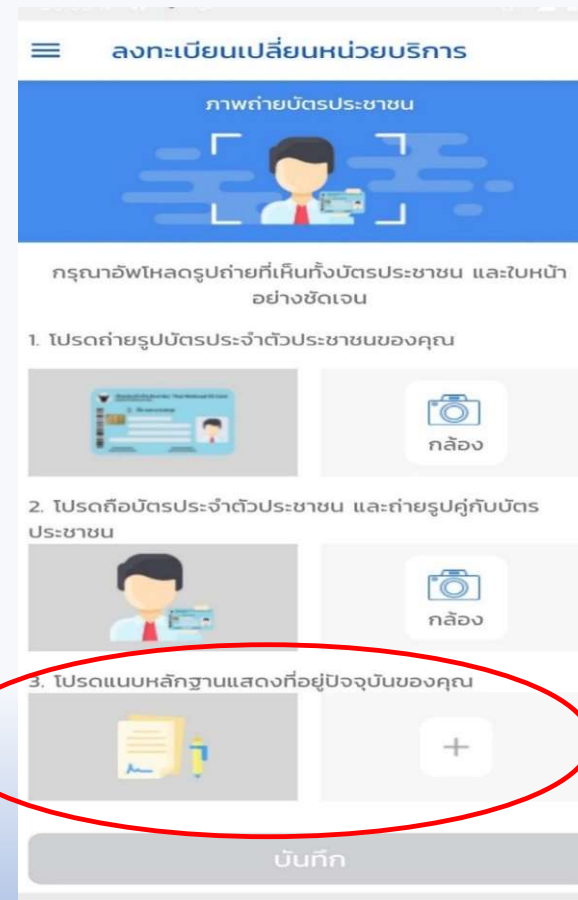 ลงทะเบียนเปลี่ยนหน่วยบริการ
ภาพถ่ายบัตรประชาชน
กรุณาอัพโหลดรูปถ่ายที่เห็นทั้งบัตรประชาชน และใบหน้า
อย่างชัดเจน
1. โปรดถ่ายรูปบัตรประจำตัวประชาชนของคุณ
กล้อง
2. โปรดถือบัตรประจำตัวประชาชน และถ่ายรูปคู่กับบัตร
ประชาชน
กล้อง
3. โปรดแนบหลักฐานแสดงที่อยู่ปัจจุบันของคุณ
บันทึก